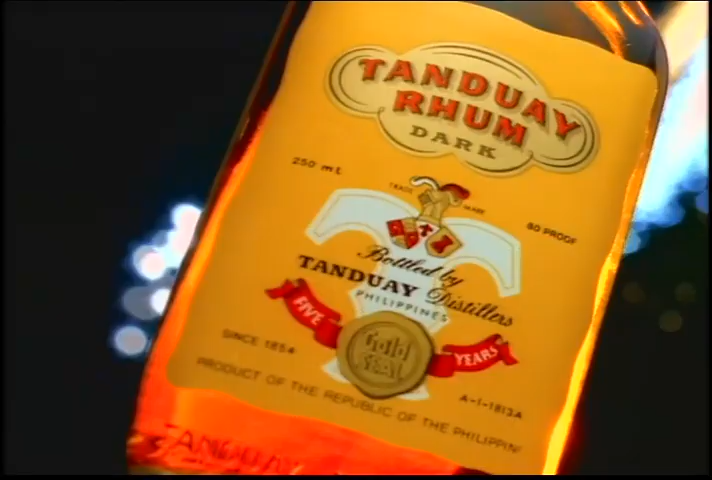 TANDUAY
RHUM
DARK
250 mL
TRADE MARK
80 PROOF
Bottled by
TANDUAY Distillers
PHILIPPINES
FIVE YEARS
Gold
SEAL
SINCE 1854
A-1-1813A
PRODUCT OF THE REPUBLIC OF THE PHILIPPIN
TANDUAY